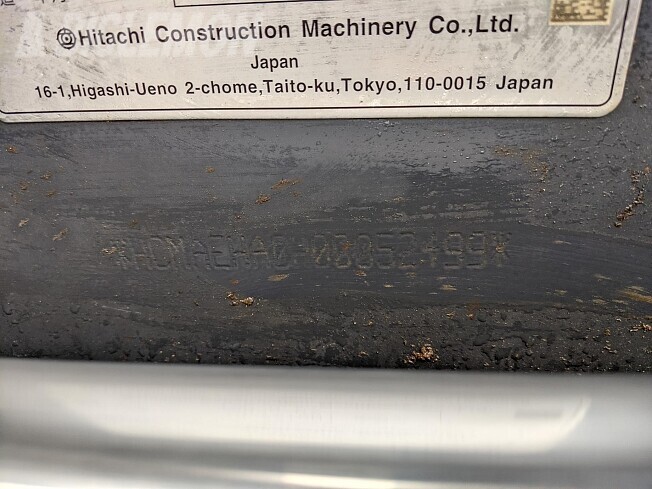 @Hitachi Construction Machinery Co.,Ltd.
Japan
16-1,Higashi-Ueno 2-chome,Taito-ku,Tokyo,110-0015 Japan